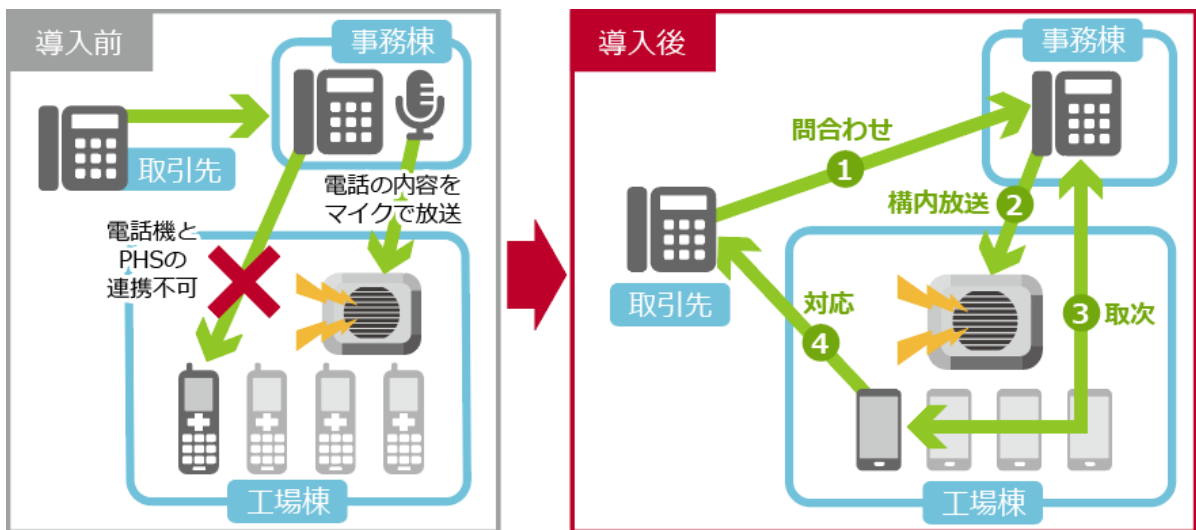 導入前
事務棟
取引先
電話の内容を
マイクで放送
電話機と
PHSの
連携不可
工場棟
導入後
事務棟
問合わせ
1
構内放送
2
取引先
対応
4
3
取次
工場棟